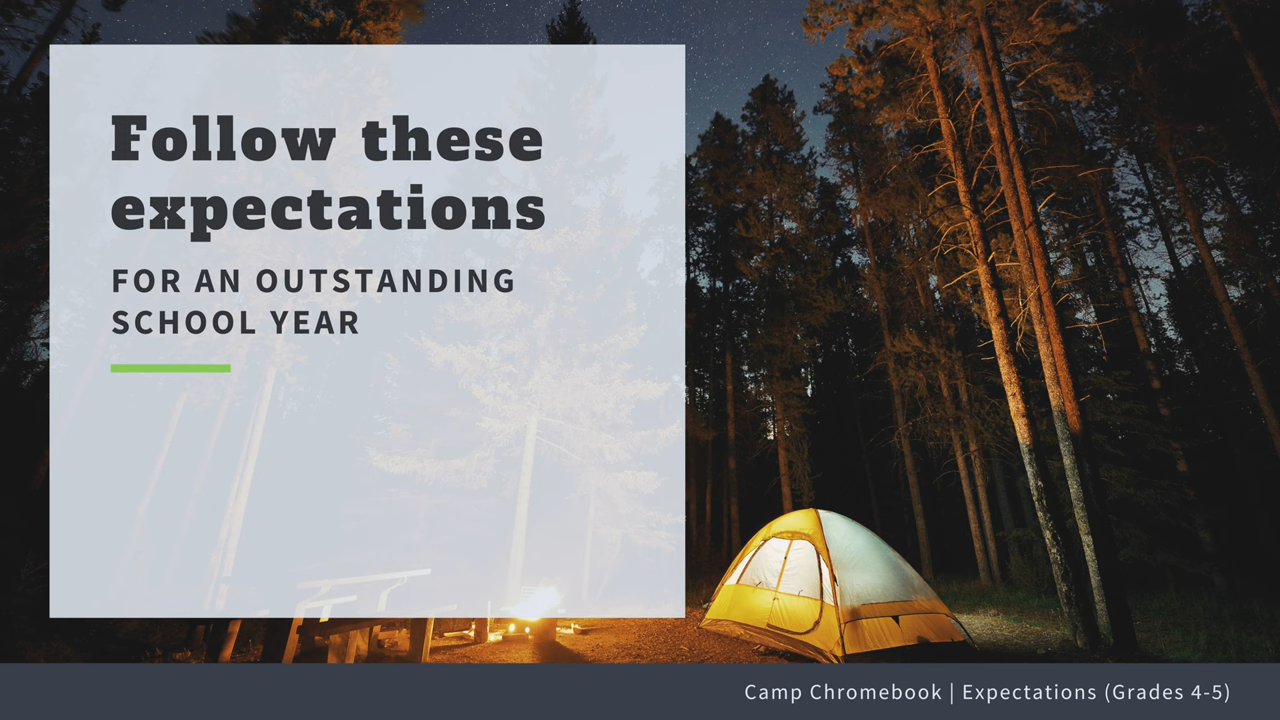 Follow these
expectations
FOR AN OUTSTANDING
SCHOOL YEAR
Camp Chromebook | Expectations (Grades 4-5)